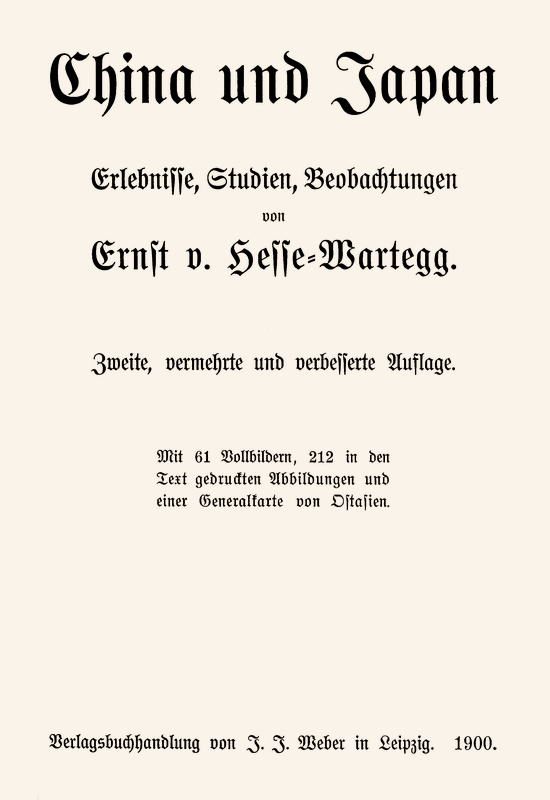 China und Japan
Erlebnisse, Studien, Beobachtungen
von
Ernst v. Hesse-Wartegg.
Zweite, vermehrte und verbesserte Auflage.
Mit 61 Vollbildern, 212 in den
Text gedruckten Abbildungen und
einer Generalkarte von Ostasien.
Verlagsbuchhandlung von J. J. Weber in Leipzig. 1900.